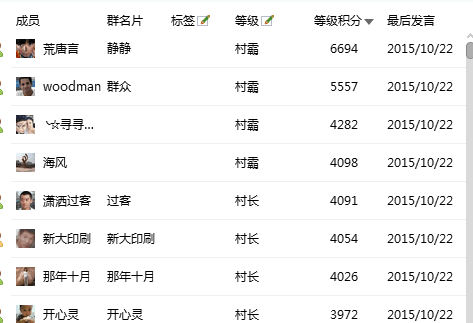 成员 群名片 标签 等级 等级积分 最后发言
荒唐言 静静 村霸 6694 2015/10/22
woodman 群众 村霸 5557 2015/10/22
╰☆寻寻... 村霸 4282 2015/10/22
海风 村霸 4098 2015/10/22
潇洒过客 过客 村长 4091 2015/10/22
新大印刷 新大印刷 村长 4054 2015/10/22
那年十月 那年十月 村长 4026 2015/10/22
开心灵 开心灵 村长 3972 2015/10/22